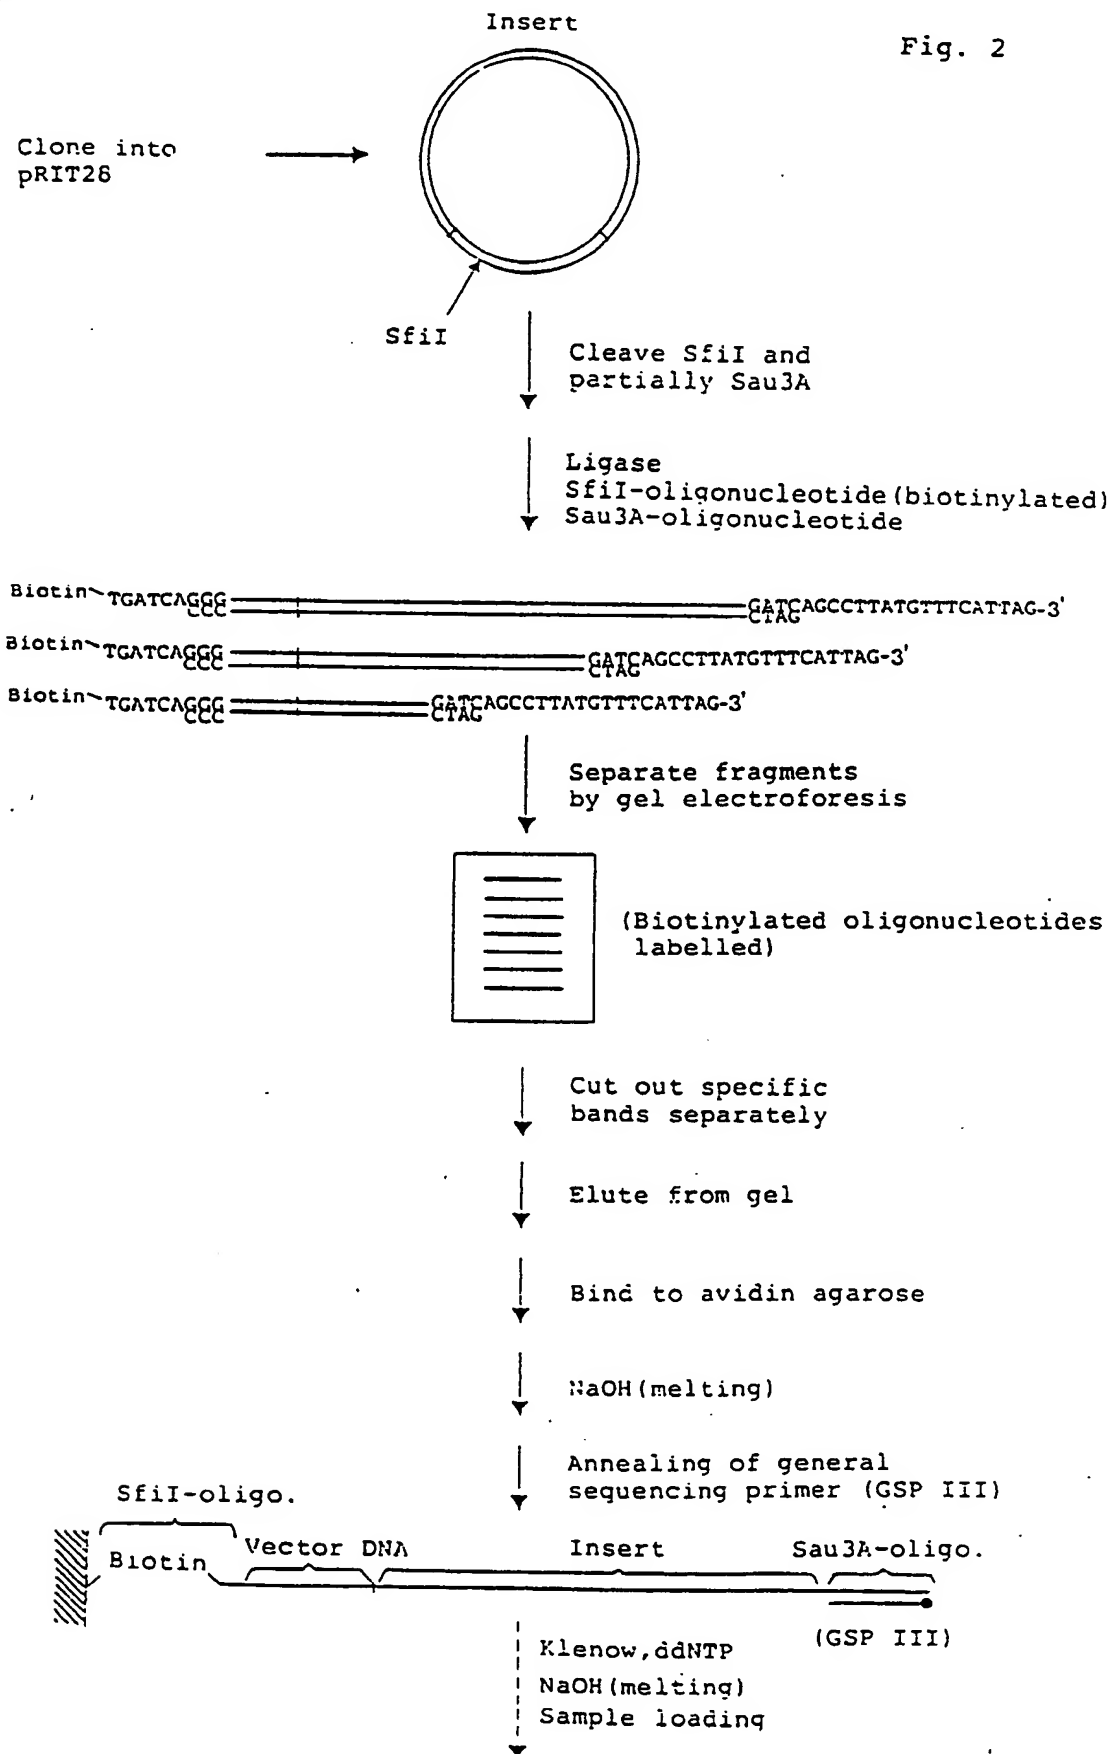 Insert
Fig. 2
Clone into
pRIT28
SfiI
Cleave SfiI and
partially Sau3A
Ligase
SfiI-oligonucleotide (biotinylated)
Sau3A-oligonucleotide
Biotin~TGATCAGGG GATCAGCCTTATGTTTCATTAG-3'
CCC CTAG
Biotin~TGATCAGGG GATCAGCCTTATGTTTCATTAG-3'
CCC CTAG
Biotin~TGATCAGGG GATCAGCCTTATGTTTCATTAG-3'
CCC CTAG
Separate fragments
by gel electroforesis
(Biotinylated oligonucleotides
labelled)
Cut out specific
bands separately
Elute from gel
Bind to avidin agarose
NaOH(melting)
Annealing of general
sequencing primer (GSP III)
SfiI-oligo.
Vector DNA Insert Sau3A-oligo.
Biotin
(GSP III)
Klenow,ddNTP
NaOH(melting)
Sample loading